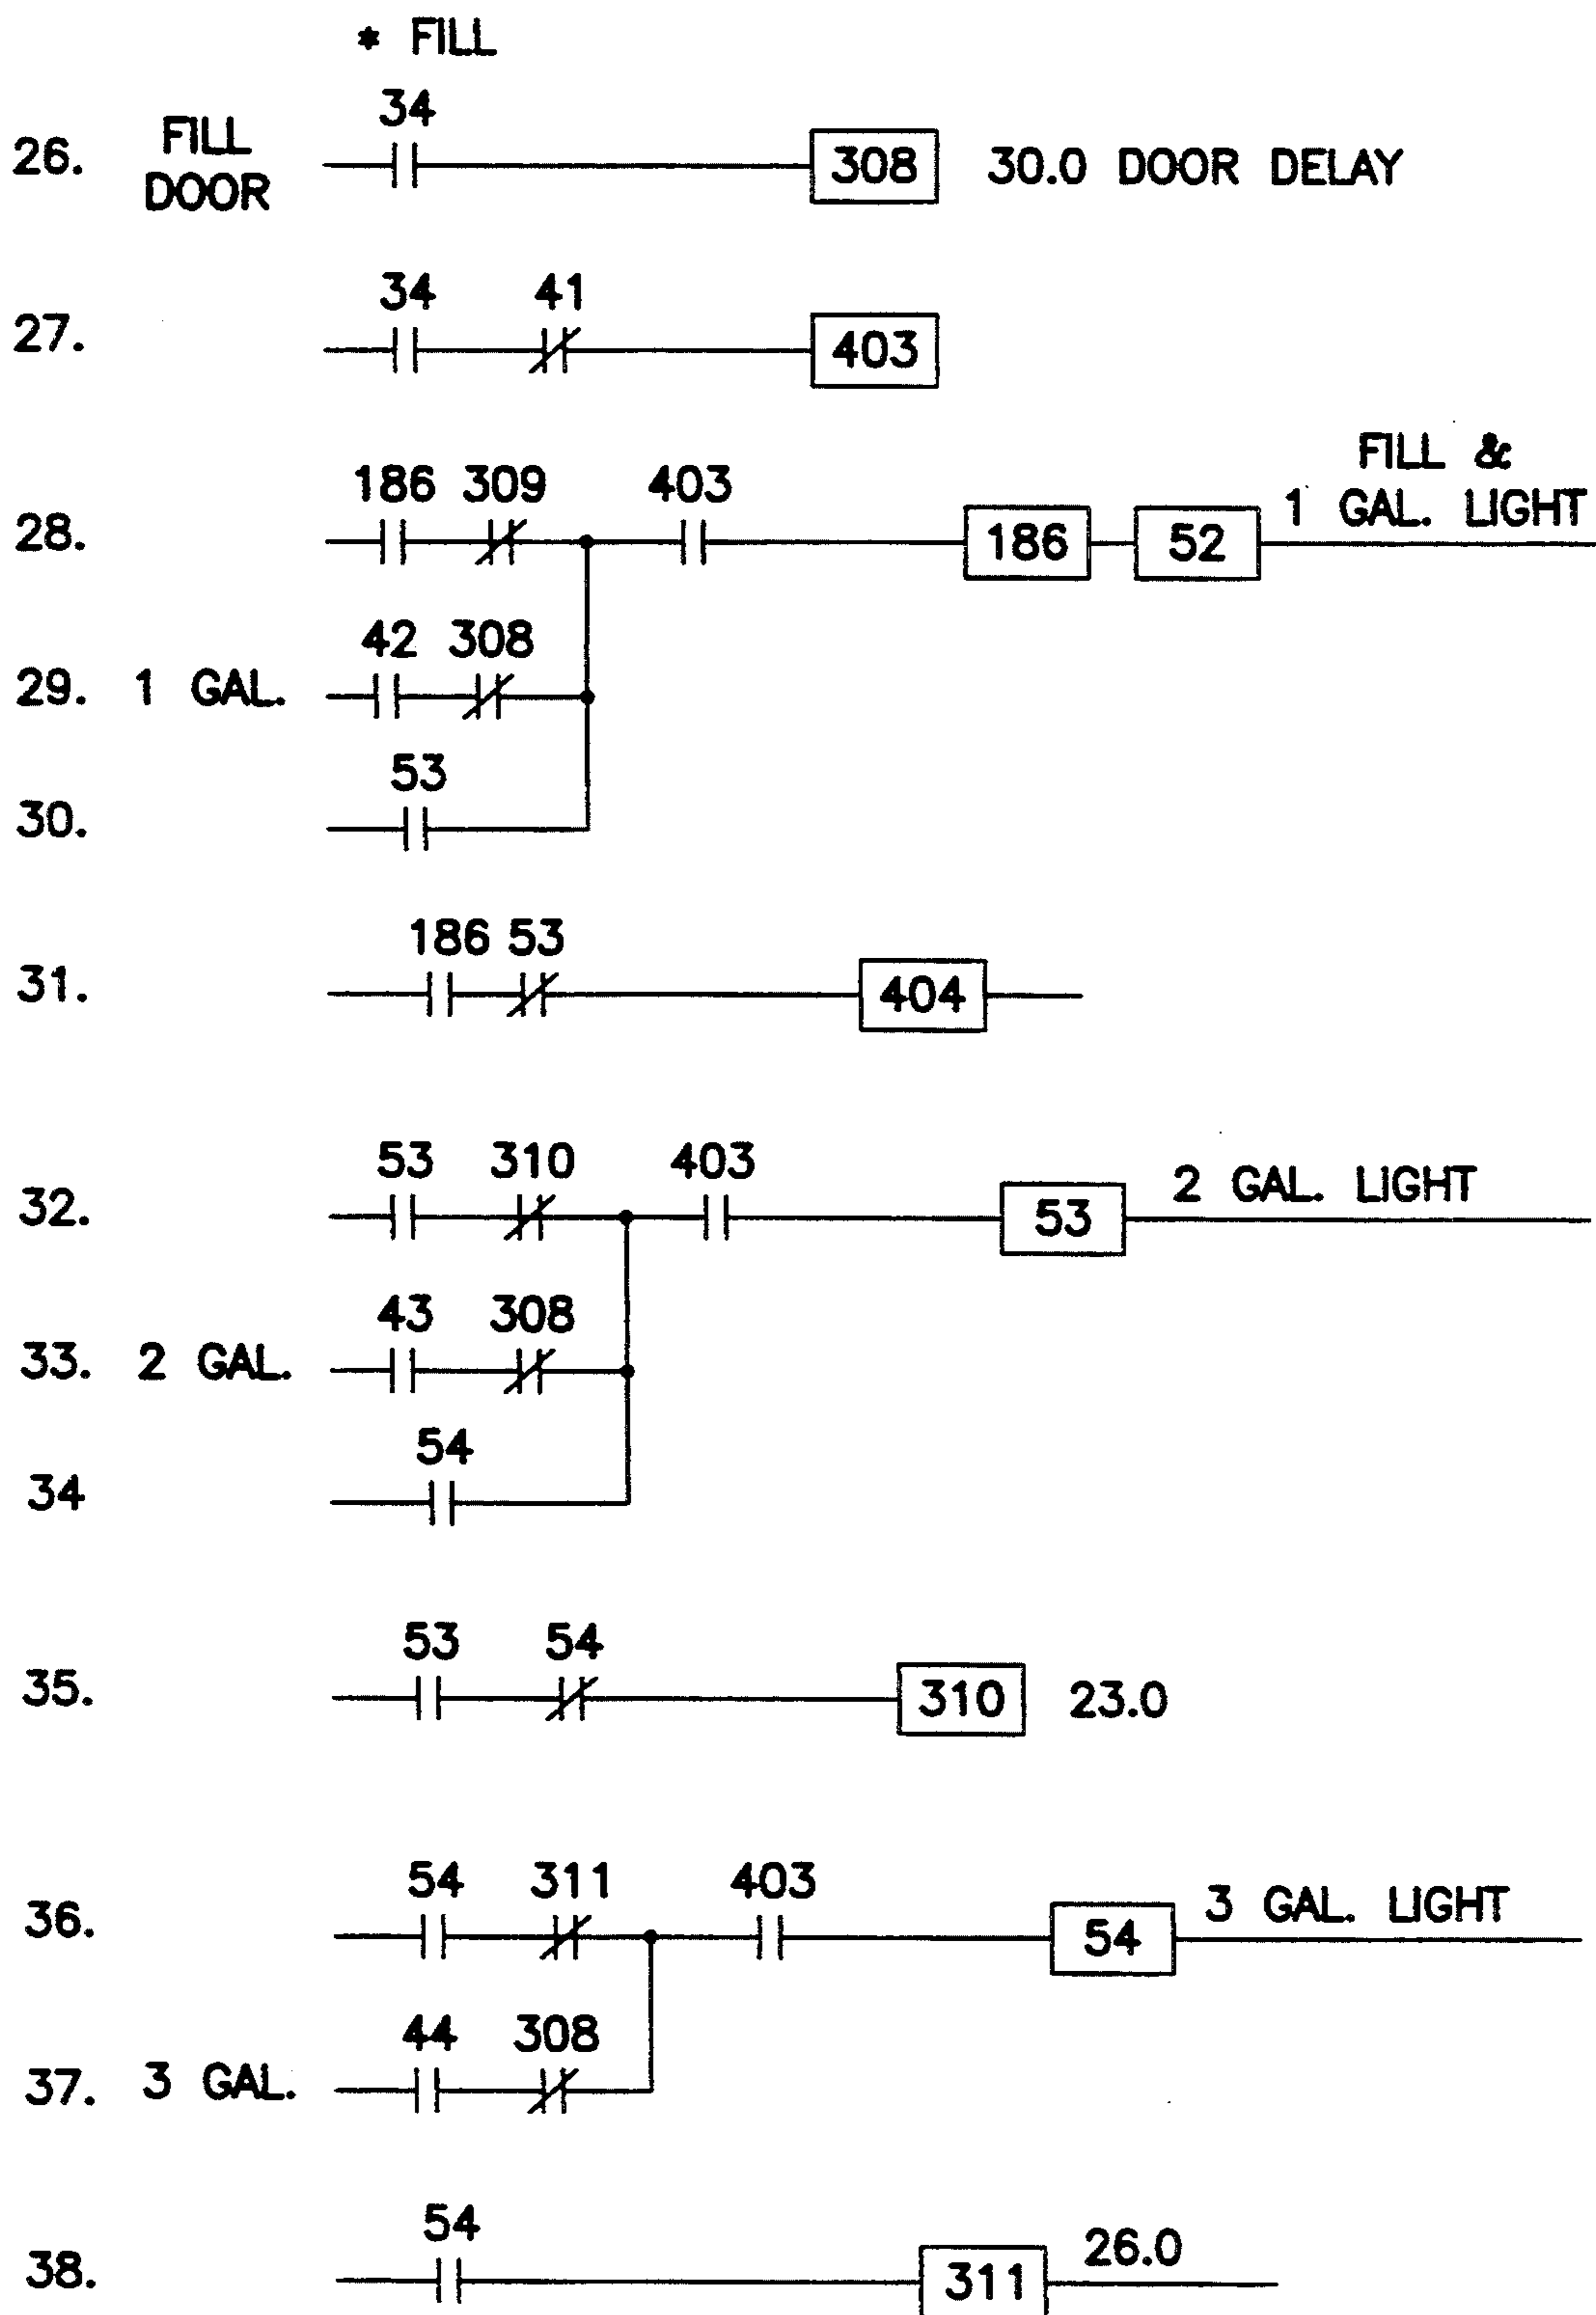 * FILL
34
26. FILL DOOR 308 30.0 DOOR DELAY
34 41
27. 403
186 309 403 FILL & 1 GAL. LIGHT
28. 186 52
42 308
29. 1 GAL.
53
30.
186 53
31. 404
53 310 403 2 GAL. LIGHT
32. 53
43 308
33. 2 GAL.
54
34
53 54
35. 310 23.0
54 311 403 3 GAL. LIGHT
36. 54
44 308
37. 3 GAL.
54 26.0
38. 311